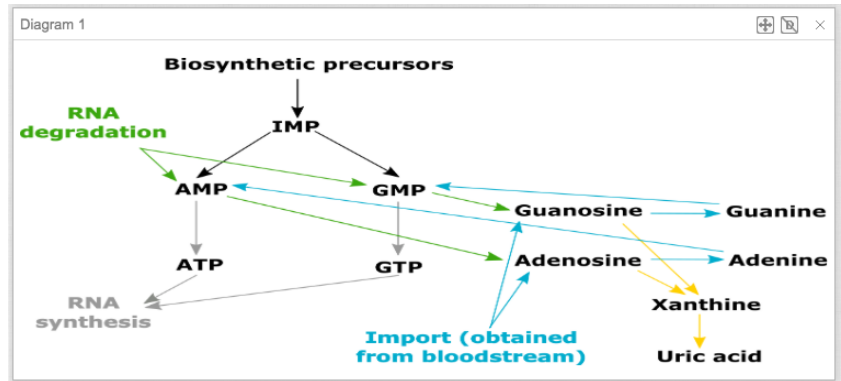 Diagram 1
Biosynthetic precursors
RNA
degradation
IMP
AMP
GMP
Guanosine
Guanine
ATP
GTP
Adenosine
Adenine
RNA
synthesis
Xanthine
Import (obtained
from bloodstream)
Uric acid